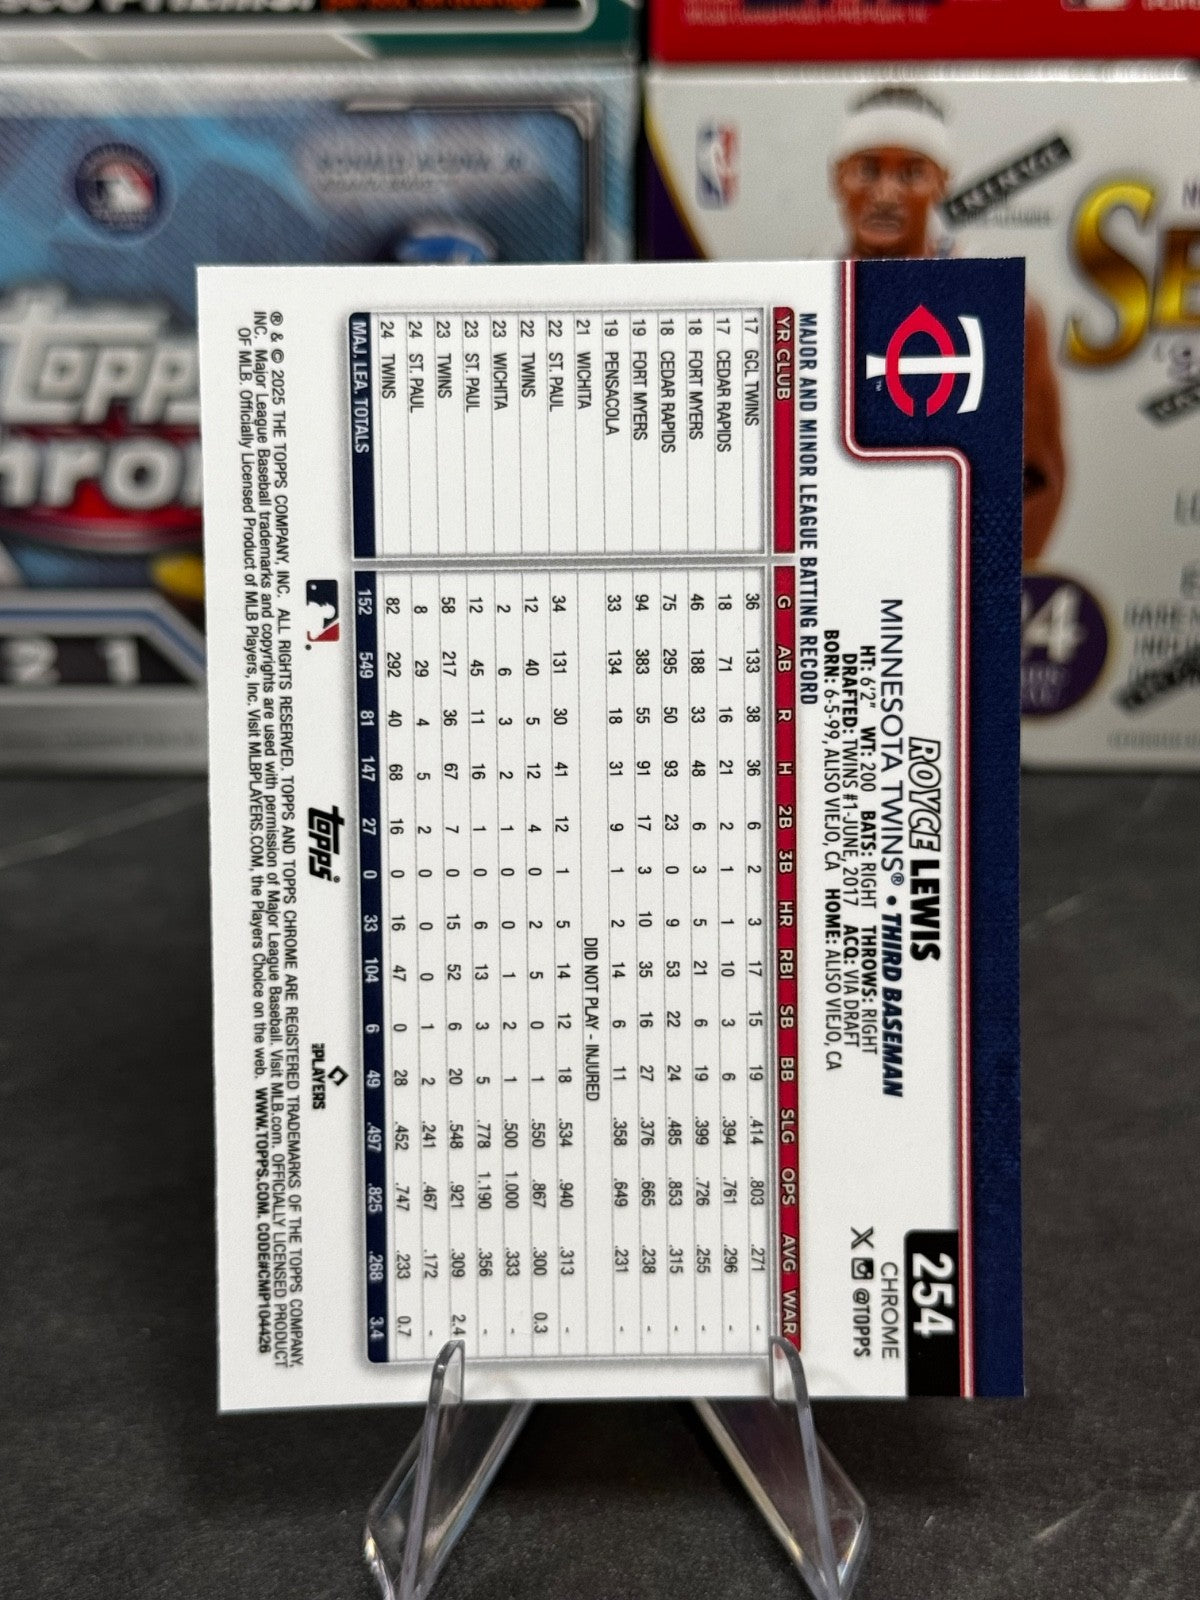 254
CHROME
X @TOPPS
ROYCE LEWIS
MINNESOTA TWINS® • THIRD BASEMAN
HT: 6'2" WT: 200 BATS: RIGHT THROWS: RIGHT
DRAFTED: TWINS #1-JUNE, 2017 ACQ: VIA DRAFT
BORN: 6-5-99, ALISO VIEJO, CA HOME: ALISO VIEJO, CA
TC
™
MAJOR AND MINOR LEAGUE BATTING RECORD
YR CLUB G AB R H 2B 3B HR RBI SB BB SLG OPS AVG WAR
17 GCL TWINS 36 133 38 36 6 2 3 17 15 19 .414 .803 .271 -
17 CEDAR RAPIDS 18 71 16 21 2 1 1 10 3 6 .394 .761 .296 -
18 FORT MYERS 46 188 33 48 6 3 5 21 6 19 .399 .726 .255 -
18 CEDAR RAPIDS 75 295 50 93 23 0 9 53 22 24 .485 .853 .315 -
19 FORT MYERS 94 383 55 91 17 3 10 35 16 27 .376 .665 .238 -
19 PENSACOLA 33 134 18 31 9 1 2 14 6 11 .358 .649 .231 -
21 WICHITA DID NOT PLAY - INJURED
22 ST. PAUL 34 131 30 41 12 1 5 14 12 18 .534 .940 .313 -
22 TWINS 12 40 5 12 4 0 2 5 0 1 .550 .867 .300 0.3
23 WICHITA 2 6 3 2 1 0 0 1 2 1 .500 1.000 .333 -
23 ST. PAUL 12 45 11 16 1 0 6 13 3 5 .778 1.190 .356 -
23 TWINS 58 217 36 67 7 0 15 52 6 20 .548 .921 .309 2.4
24 ST. PAUL 8 29 4 5 2 0 0 0 1 2 .241 .467 .172 -
24 TWINS 82 292 40 68 16 0 16 47 0 28 .452 .747 .233 0.7
MAJ. LEA. TOTALS 152 549 81 147 27 0 33 104 6 49 .497 .825 .268 3.4
topps®
PLAYERS
® & © 2025 THE TOPPS COMPANY, INC. ALL RIGHTS RESERVED. TOPPS AND TOPPS CHROME ARE REGISTERED TRADEMARKS OF THE TOPPS COMPANY,
INC. Major League Baseball trademarks and copyrights are used with permission of Major League Baseball. Visit MLB.com. OFFICIALLY LICENSED PRODUCT
OF MLB. Officially Licensed Product of MLB Players, Inc. Visit MLBPLAYERS.COM, the Players Choice on the web. WWW.TOPPS.COM. CODE#CMP104426